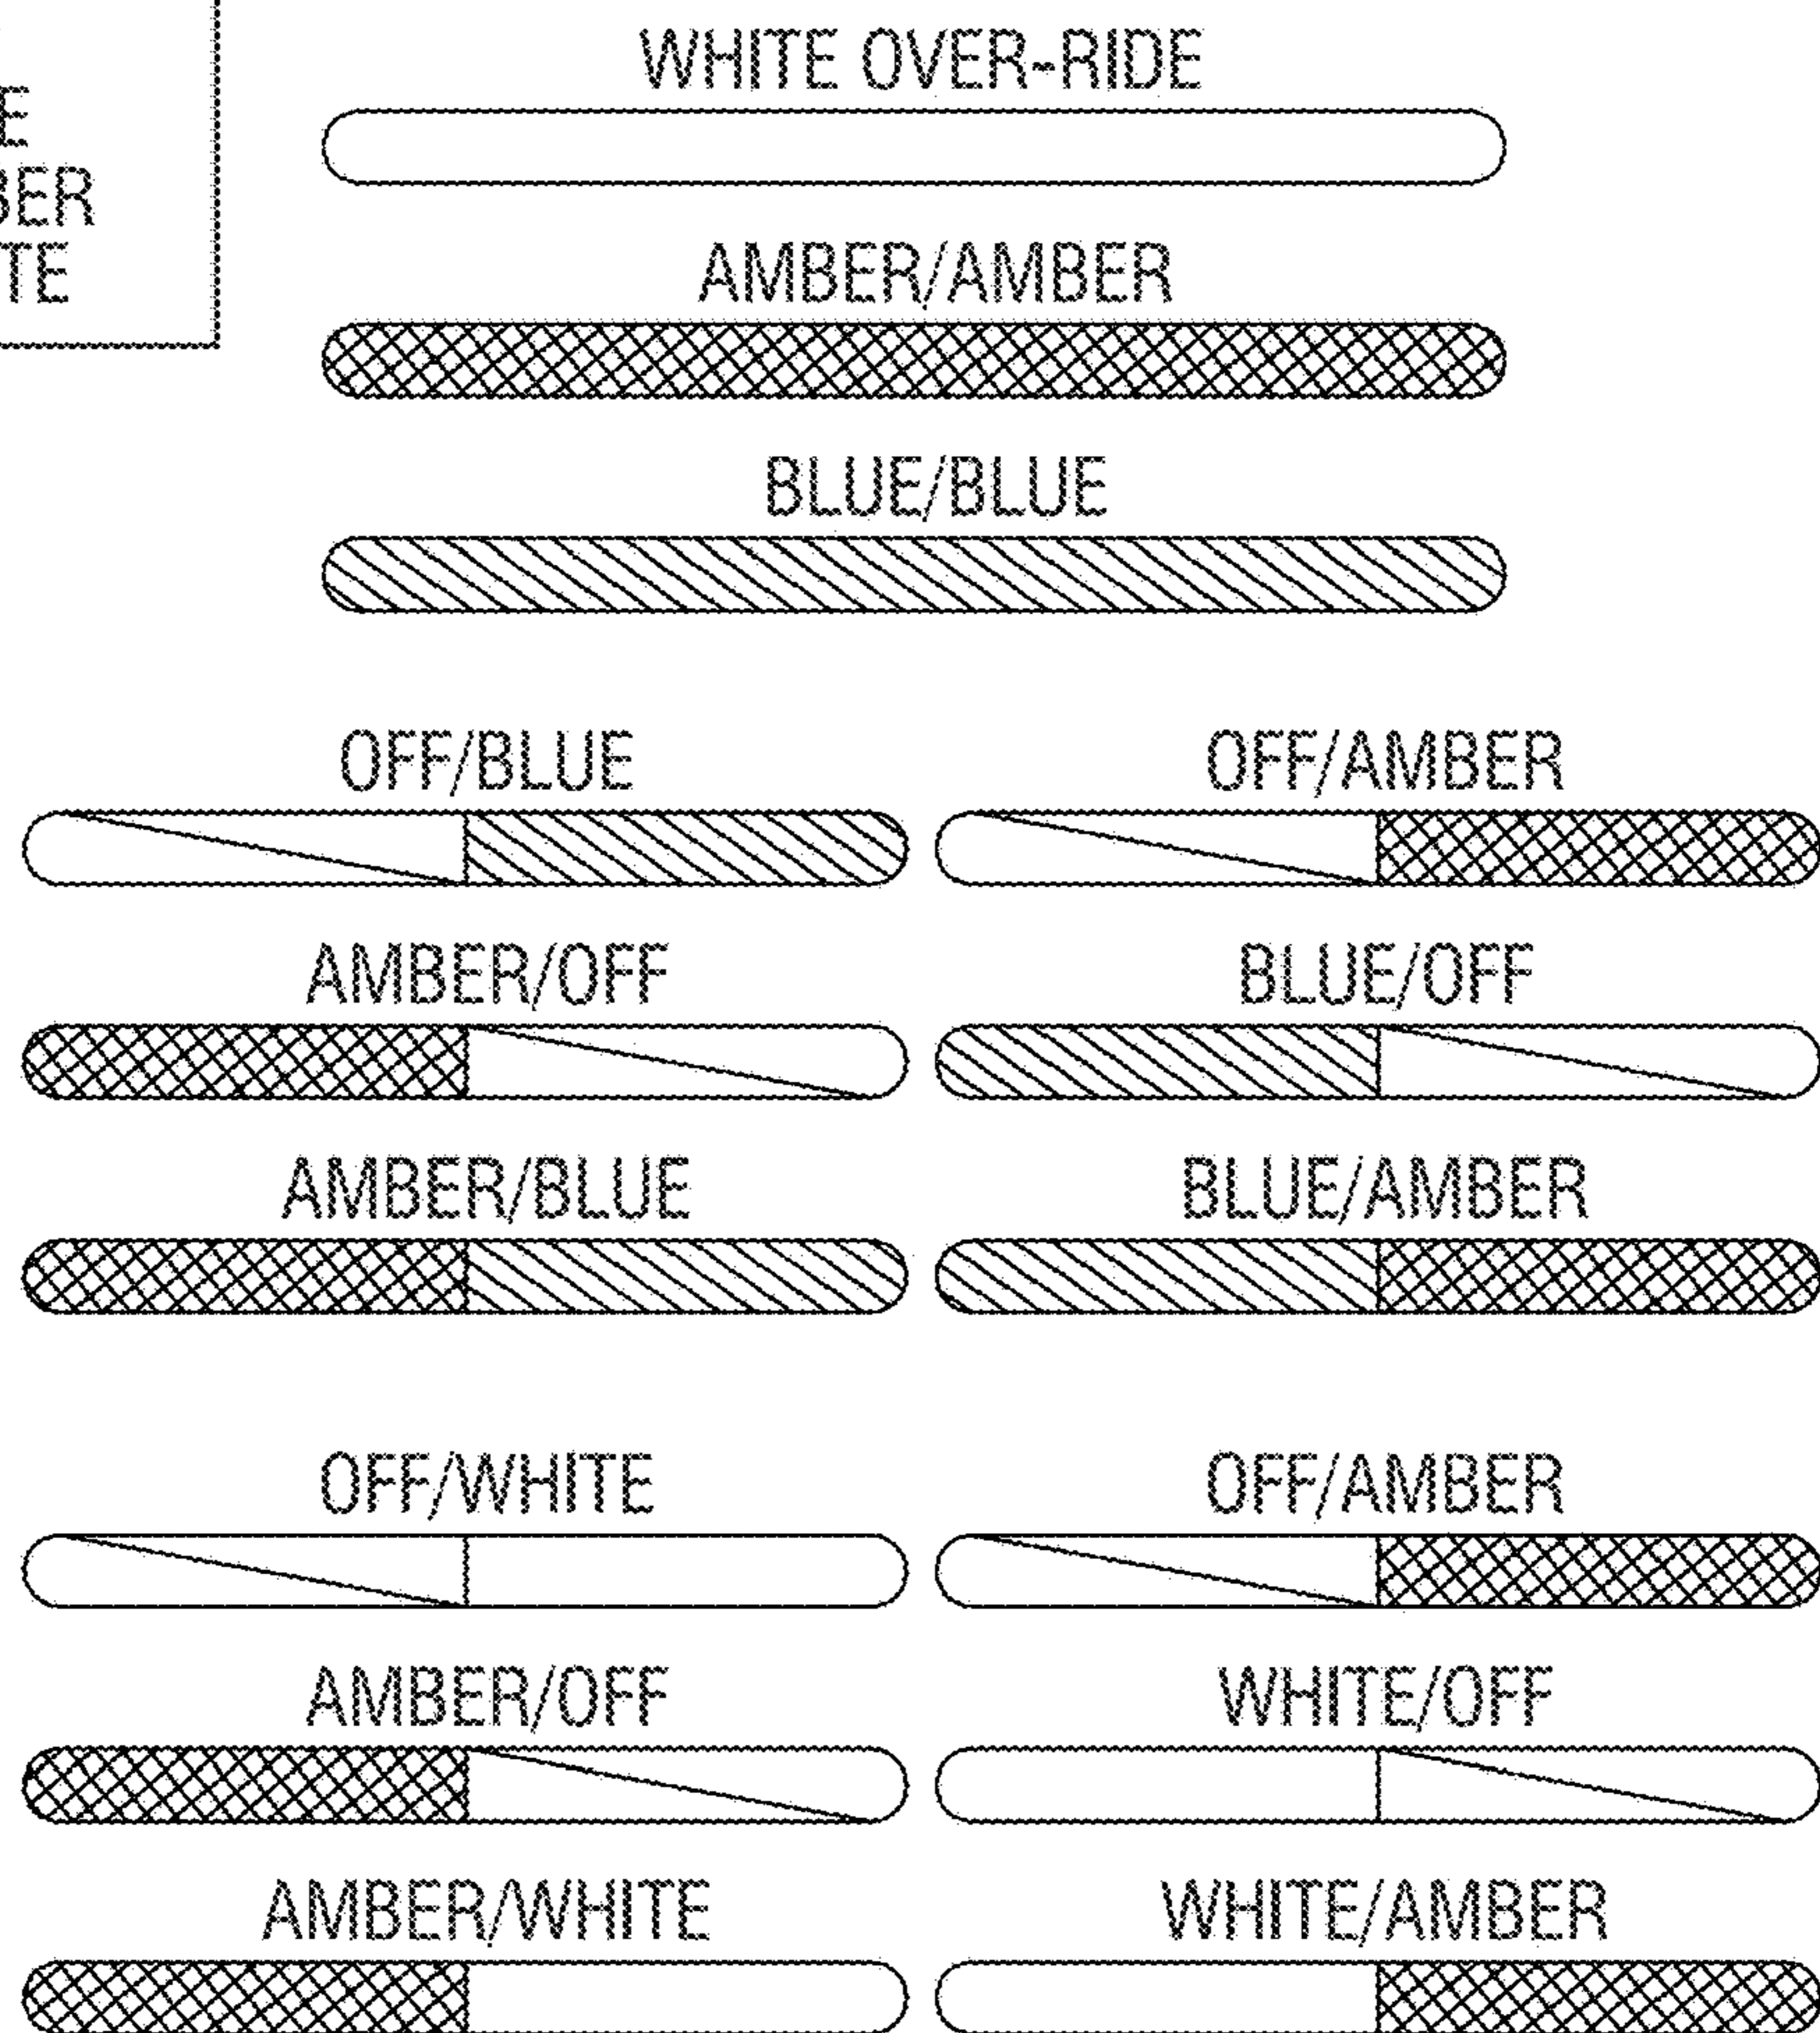 WHITE OVER-RIDE
AMBER/AMBER
BLUE/BLUE
OFF/BLUE OFF/AMBER
AMBER/OFF BLUE/OFF
AMBER/BLUE BLUE/AMBER
OFF/WHITE OFF/AMBER
AMBER/OFF WHITE/OFF
AMBER/WHITE WHITE/AMBER